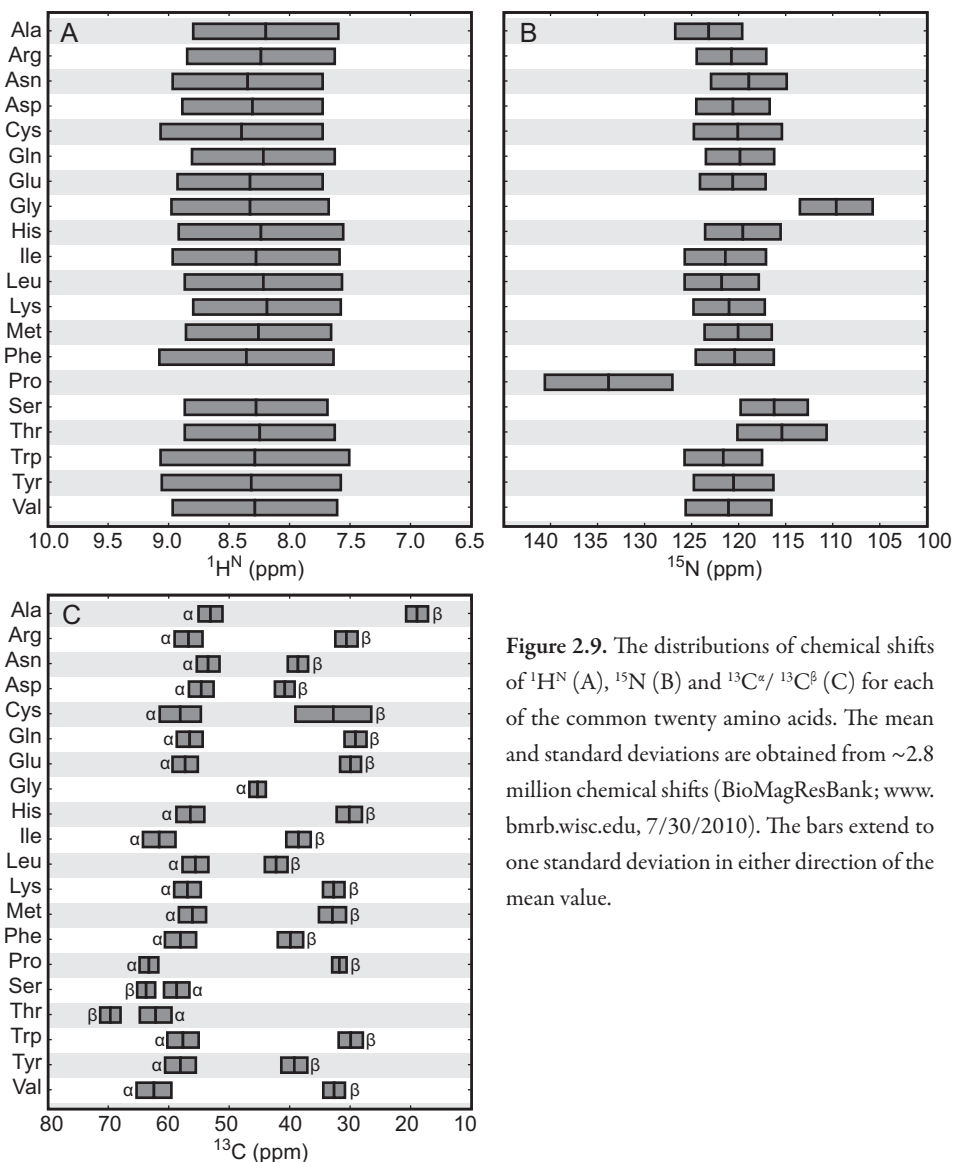 A
B
Ala
Arg
Asn
Asp
Cys
Gln
Glu
Gly
His
Ile
Leu
Lys
Met
Phe
Pro
Ser
Thr
Trp
Tyr
Val
10.0 9.5 9.0 8.5 8.0 7.5 7.0 6.5
¹Hᴺ (ppm)
140 135 130 125 120 115 110 105 100
¹⁵N (ppm)
C
Ala α β
Arg α β
Asn α β
Asp α β
Cys α β
Gln α β
Glu α β
Gly α
His α β
Ile α β
Leu α β
Lys α β
Met α β
Phe α β
Pro α β
Ser β α
Thr β α
Trp α β
Tyr α β
Val α β
80 70 60 50 40 30 20 10
¹³C (ppm)
Figure 2.9. The distributions of chemical shifts
of ¹Hᴺ (A), ¹⁵N (B) and ¹³Cᵅ/ ¹³Cᵝ (C) for each
of the common twenty amino acids. The mean
and standard deviations are obtained from ~2.8
million chemical shifts (BioMagResBank; www.
bmrb.wisc.edu, 7/30/2010). The bars extend to
one standard deviation in either direction of the
mean value.